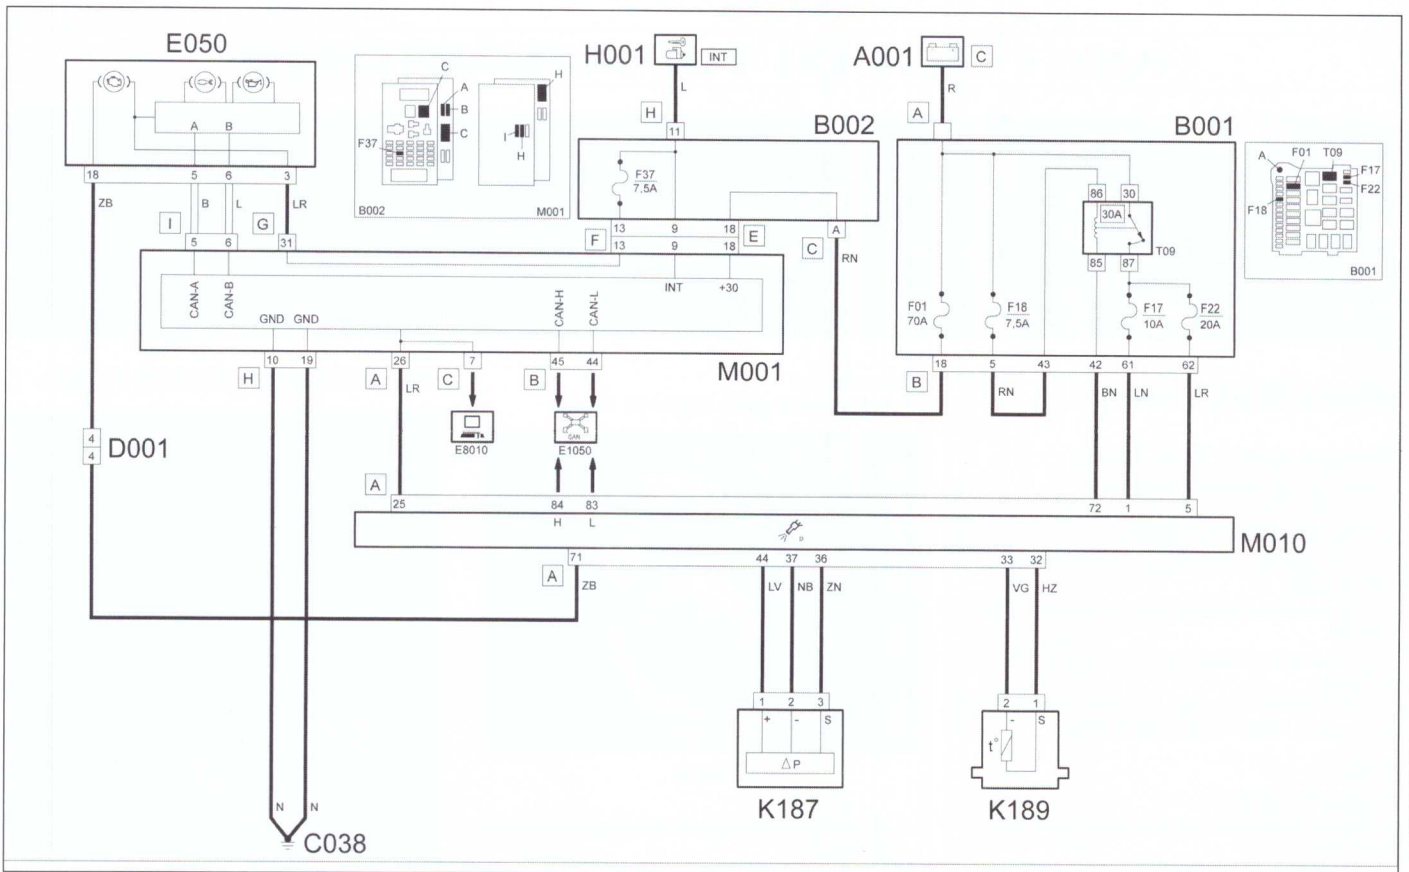 E050
H001
INT
A001
C
A B
18 5 6 3
ZB B L LR
I G
5 6 31
C
A
B
C
H
I
H
F37
B002 M001
L
H
11
B002
F37
7,5A
13 9 18 A
F E C
13 9 18
RN
R
A
B001
86 30
30A
T09
85 87
F01
70A
F18
7,5A
F17
10A
F22
20A
18 5 43 42 61 62
B
RN BN LN LR
A F01 T09
F17
F22
F18
B001
CAN-A CAN-B
GND GND
CAN-H CAN-L
INT +30
10 19 26 7 45 44
M001
H A LR C B
E8010
CAN
E1050
4
4
D001
A
25 84 83 72 1 5
H L
M010
71 44 37 36 33 32
A
ZB LV NB ZN VG HZ
1 2 3
+ - S
Δ P
K187
2 1
- S
t°
K189
N N
C038